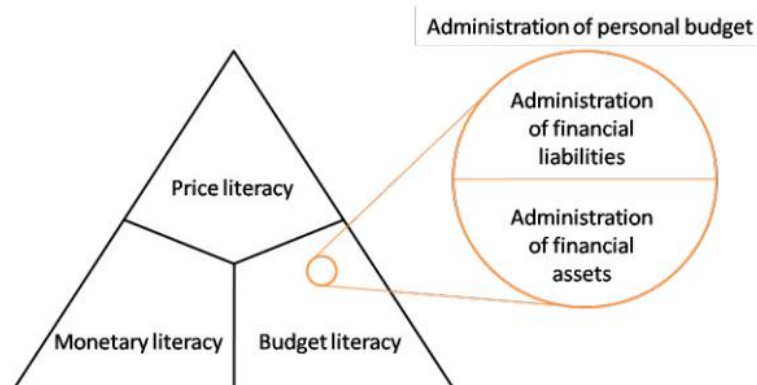 Administration of personal budget
Administration
of financial
liabilities
Price literacy
Administration
of financial
assets
Monetary literacy
Budget literacy